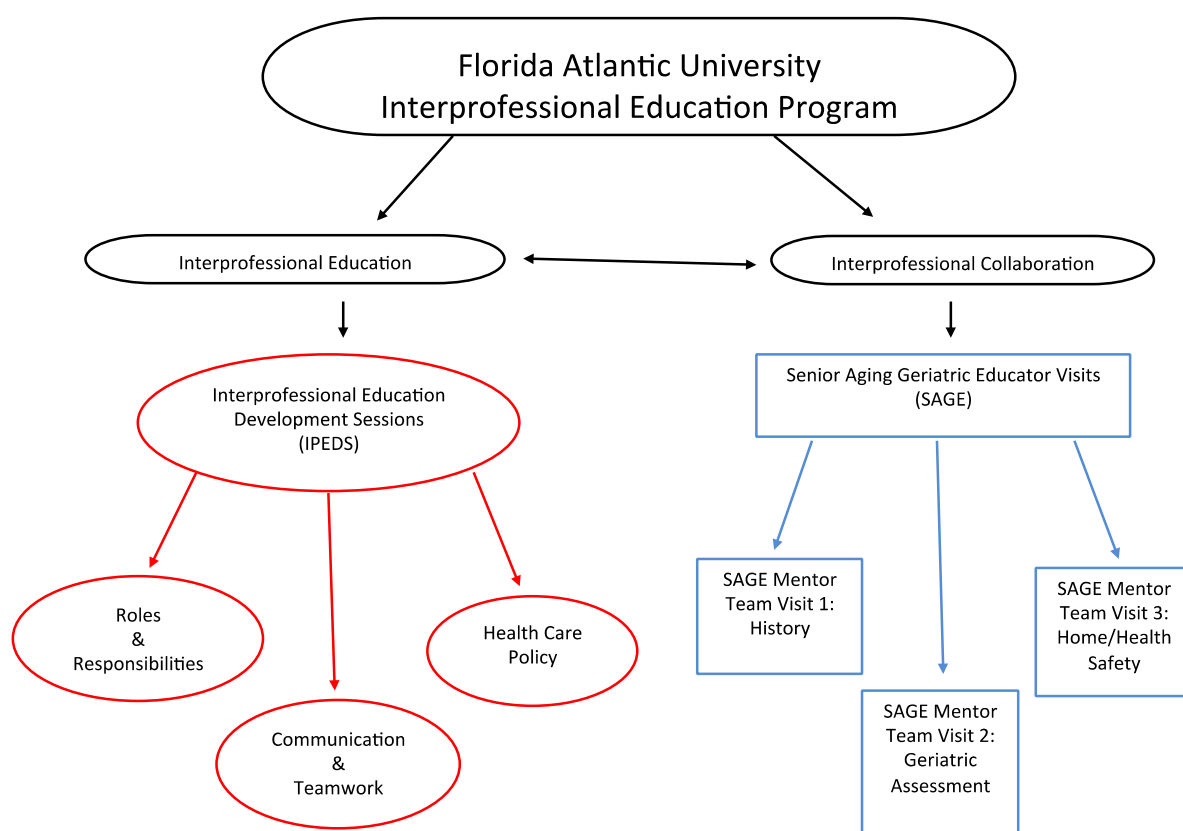 Florida Atlantic University
Interprofessional Education Program
Interprofessional Education
Interprofessional Collaboration
Interprofessional Education
Development Sessions
(IPEDS)
Senior Aging Geriatric Educator Visits
(SAGE)
Roles
&
Responsibilities
Communication
&
Teamwork
Health Care
Policy
SAGE Mentor
Team Visit 1:
History
SAGE Mentor
Team Visit 2:
Geriatric
Assessment
SAGE Mentor
Team Visit 3:
Home/Health
Safety